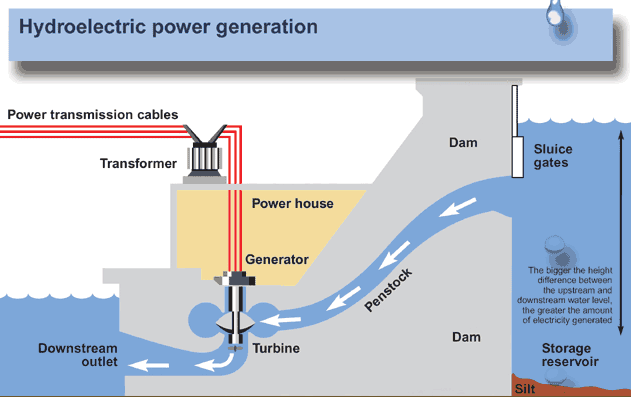 Hydroelectric power generation
Power transmission cables
Transformer
Dam
Sluice
gates
Power house
Generator
Penstock
The bigger the height
difference between
the upstream and
downstream water level,
the greater the amount
of electricity generated
Dam
Downstream
outlet
Turbine
Storage
reservoir
Silt